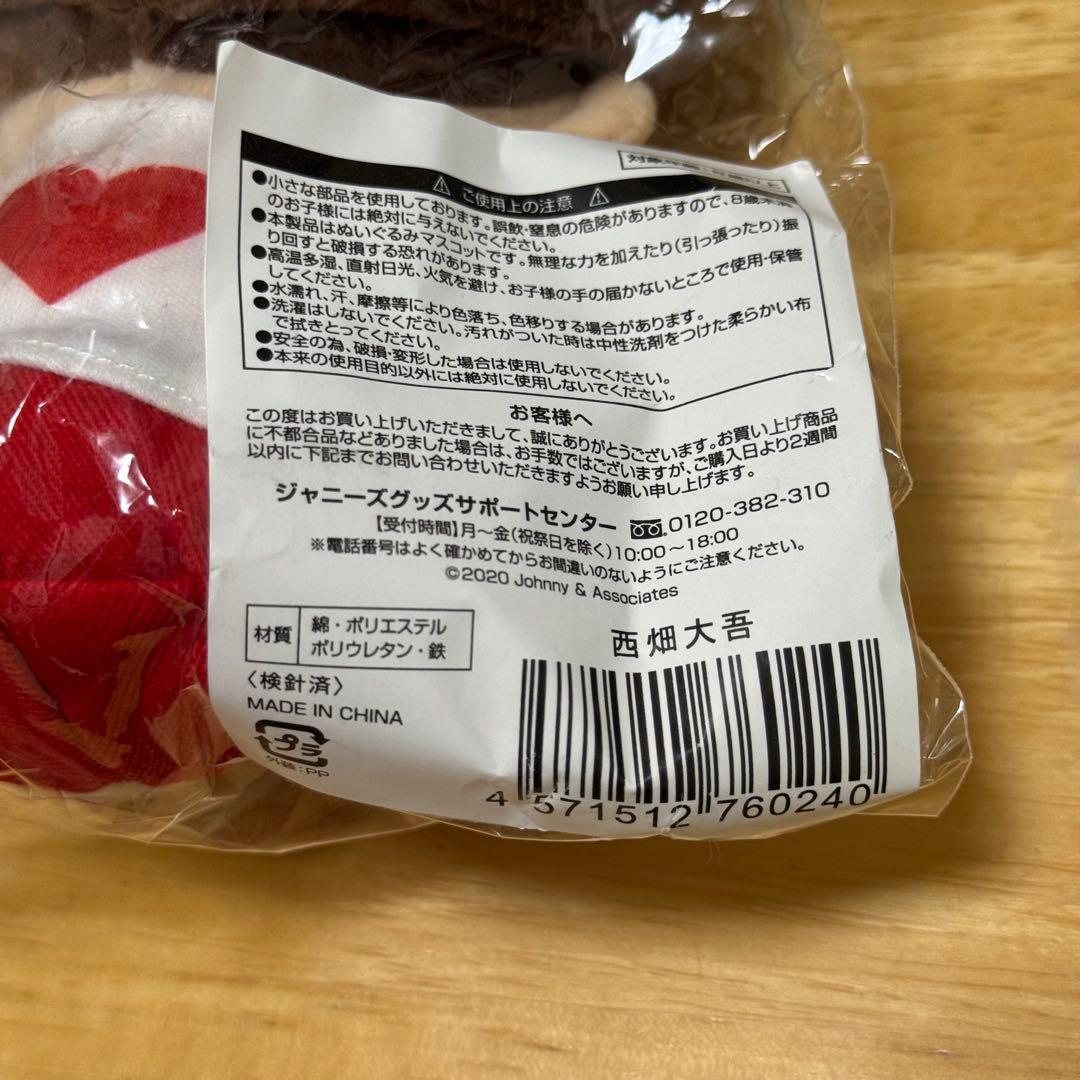 対象年齢
⚠ ご使用上の注意 ⚠
●小さな部品を使用しております。誤飲・窒息の危険がありますので、8歳未満
のお子様には絶対に与えないでください。
●本製品はぬいぐるみマスコットです。無理な力を加えたり(引っ張ったり)振
り回すと破損する恐れがあります。
●高温多湿、直射日光、火気を避け、お子様の手の届かないところで使用・保管
してください。
●水濡れ、汗、摩擦等により色落ち、色移りする場合があります。
●洗濯はしないでください。汚れがついた時は中性洗剤をつけた柔らかい布
で拭きとってください。
●安全の為、破損・変形した場合は使用しないでください。
●本来の使用目的以外には絶対に使用しないでください。
お客様へ
この度はお買い上げいただきまして、誠にありがとうございます。お買い上げ商品
に不都合品などありました場合は、お手数ではございますが、ご購入日より2週間
以内に下記までお問い合わせいただきますようお願い申し上げます。
ジャニーズグッズサポートセンター 0120-382-310
【受付時間】月～金(祝祭日を除く)10:00～18:00
※電話番号はよく確かめてからお間違いのないようにご注意ください。
©2020 Johnny & Associates
材質 綿・ポリエステル
ポリウレタン・鉄
西畑大吾
〈検針済〉
MADE IN CHINA
プラ
外装:PP
4 571512 760240